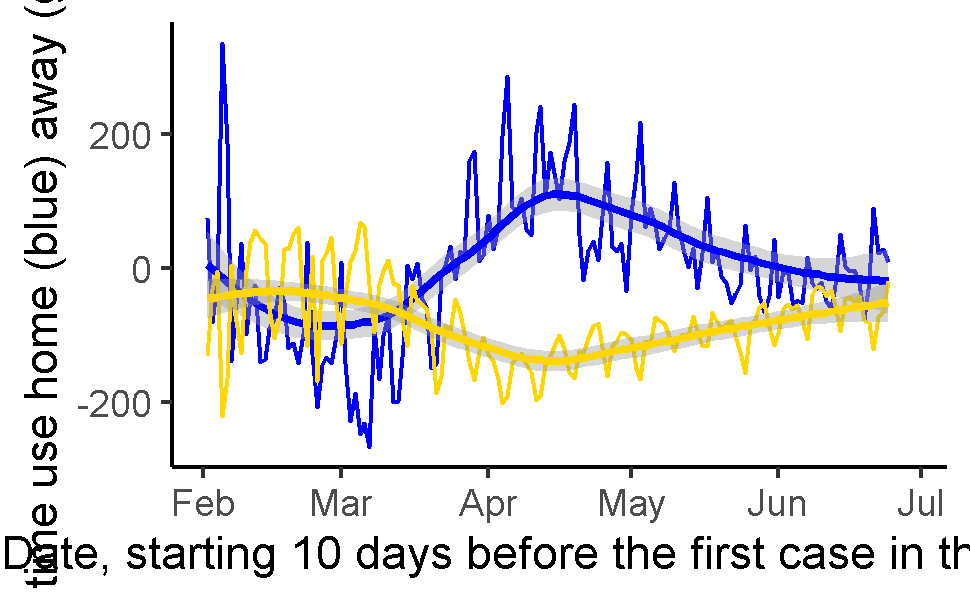 time use home (blue) away (
200
0
-200
Feb Mar Apr May Jun Jul
Date, starting 10 days before the first case in th